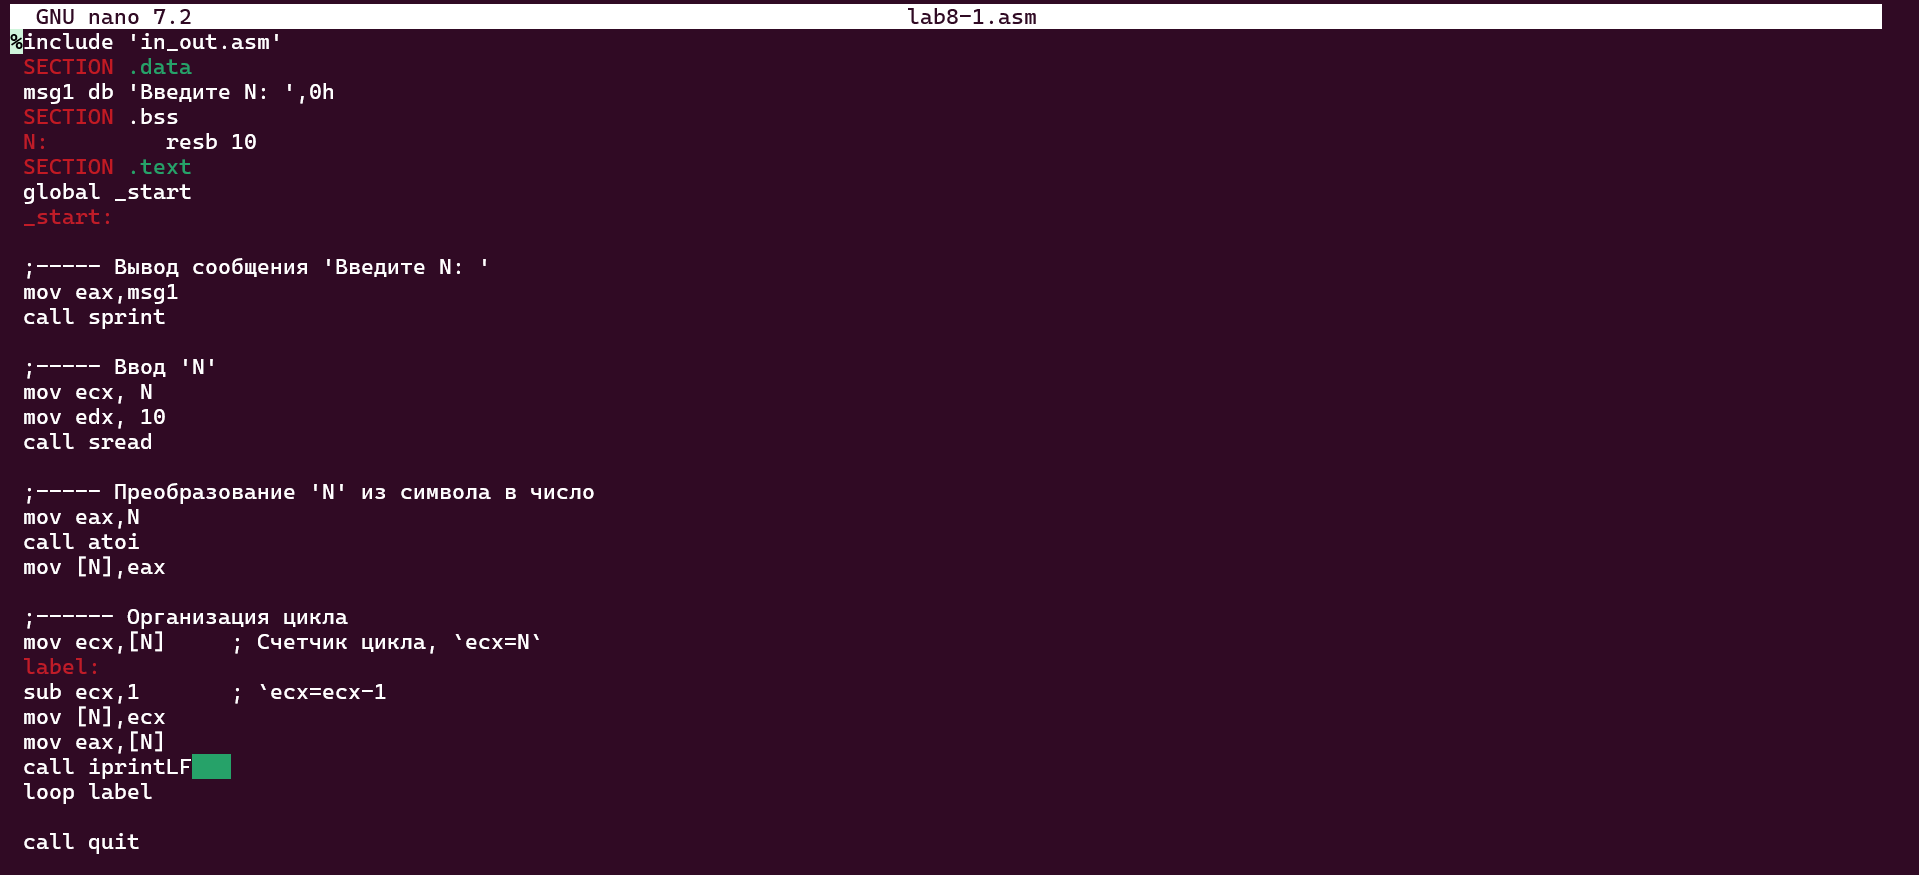 GNU nano 7.2 lab8-1.asm
%include 'in_out.asm'
SECTION .data
msg1 db 'Введите N: ',0h
SECTION .bss
N: resb 10
SECTION .text
global _start
_start:
;----- Вывод сообщения 'Введите N: '
mov eax,msg1
call sprint
;----- Ввод 'N'
mov ecx, N
mov edx, 10
call sread
;----- Преобразование 'N' из символа в число
mov eax,N
call atoi
mov [N],eax
;------ Организация цикла
mov ecx,[N] ; Счетчик цикла, `ecx=N`
label:
sub ecx,1 ; `ecx=ecx-1
mov [N],ecx
mov eax,[N]
call iprintLF
loop label
call quit